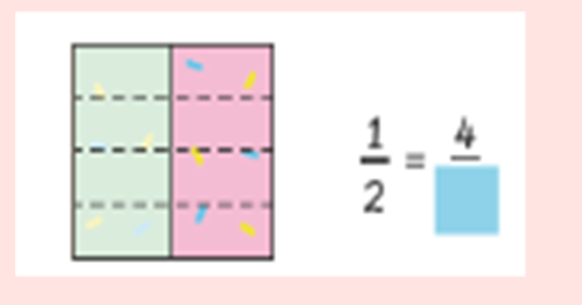 1/2 = 4/